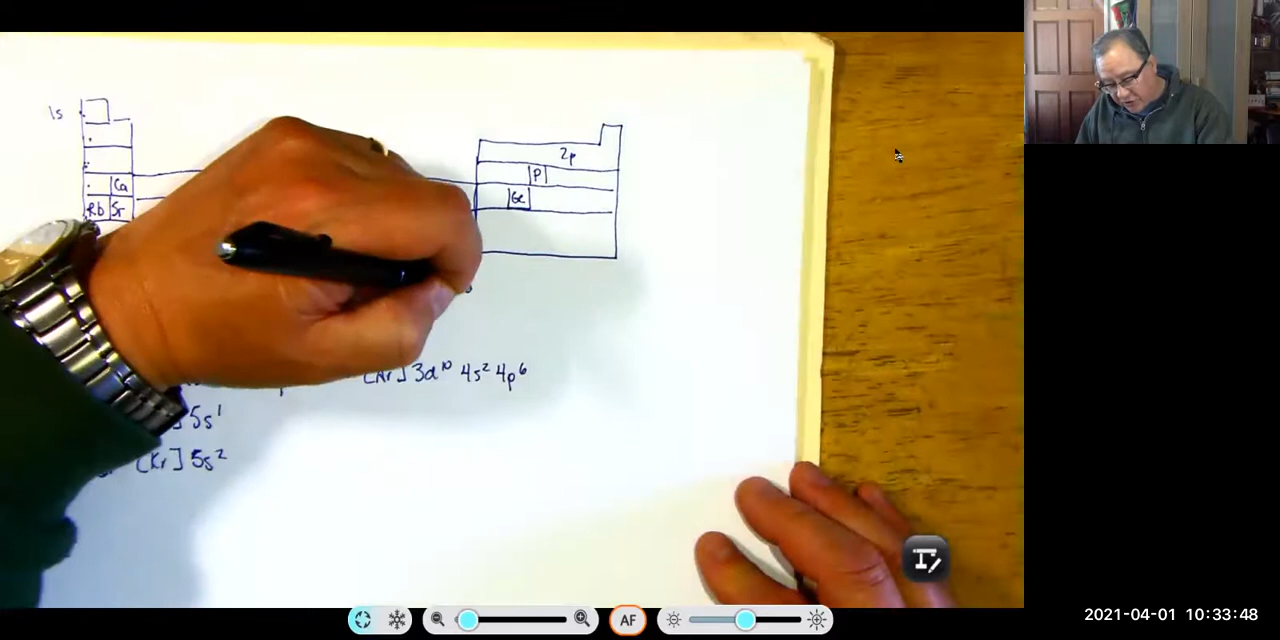 1s
2p
P
Ca
Ge
Rb Sr
[Ar] 3d¹⁰ 4s² 4p⁶
] 5s¹
[Kr] 5s²
AF
2021-04-01 10:33:48